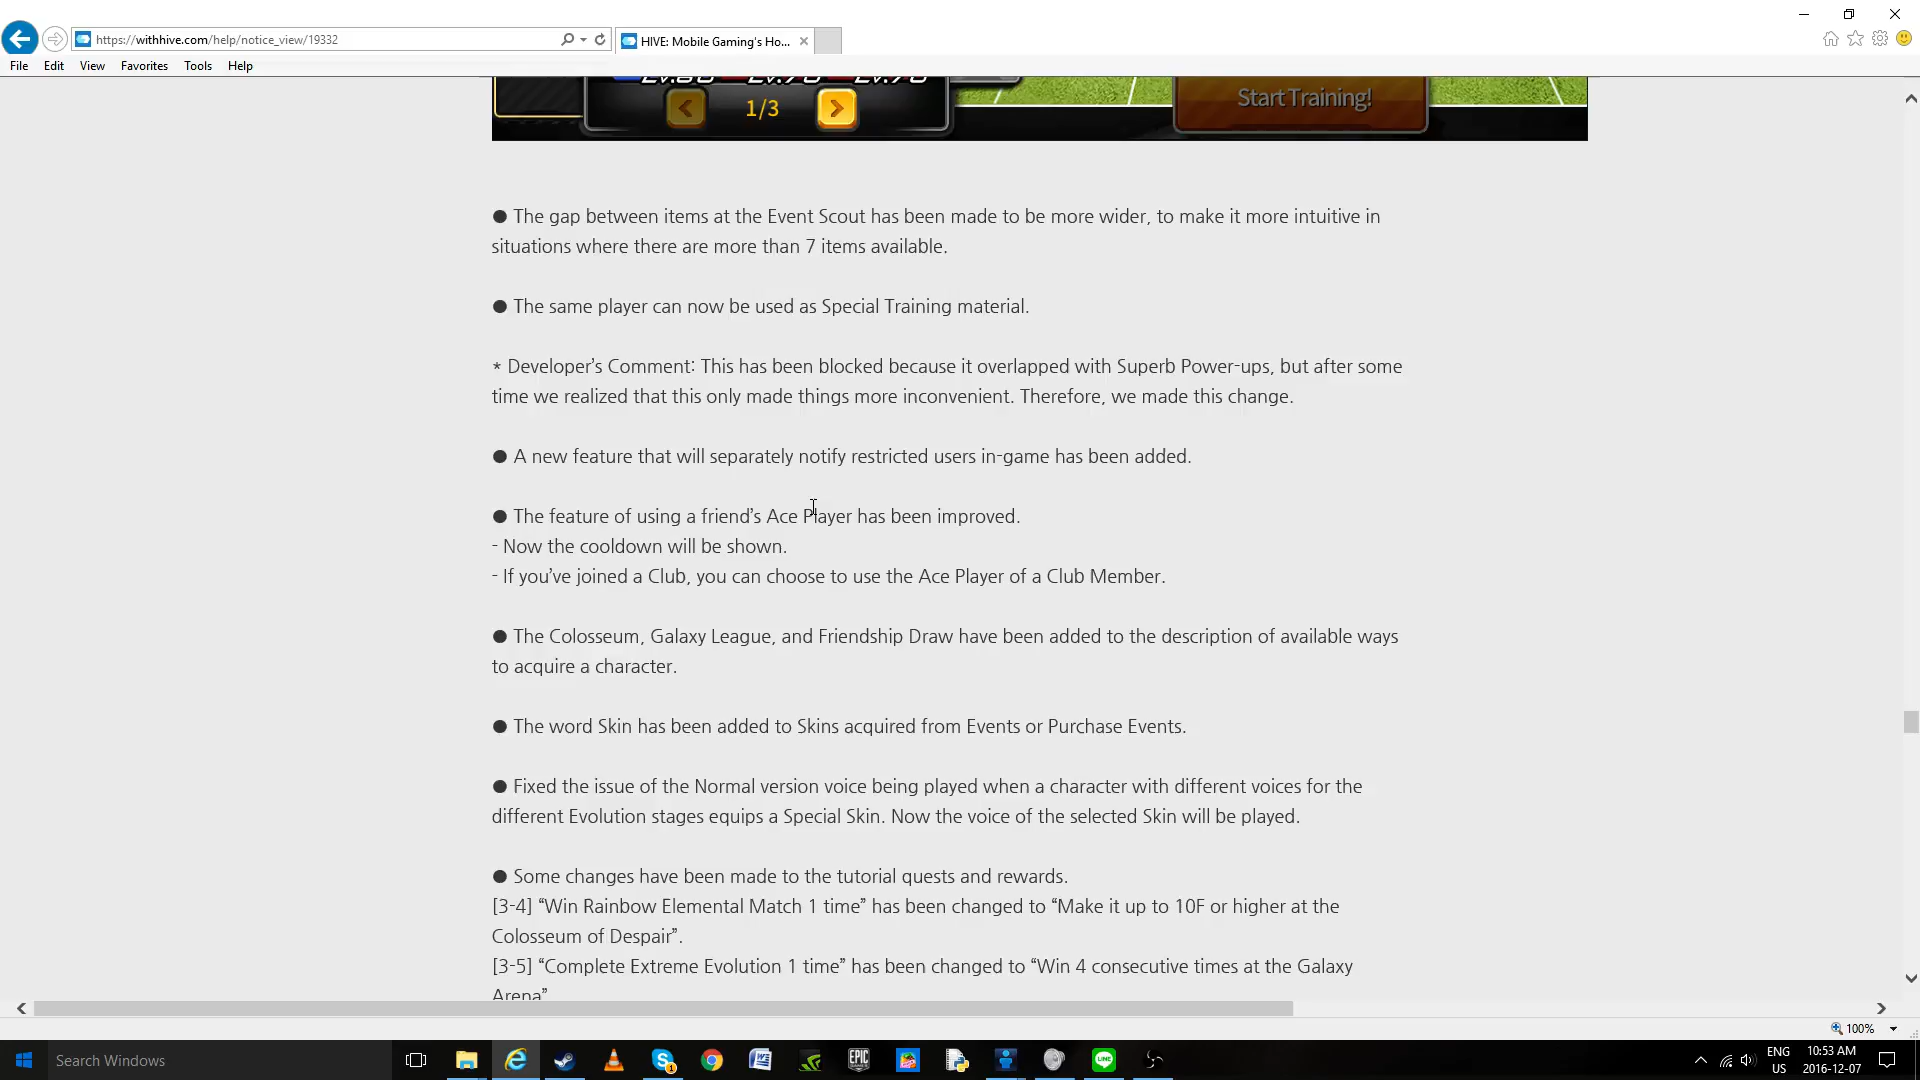 https://withhive.com/help/notice_view/19332
HIVE: Mobile Gaming's Ho...
File Edit View Favorites Tools Help
1/3
Start Training!
● The gap between items at the Event Scout has been made to be more wider, to make it more intuitive in
situations where there are more than 7 items available.
● The same player can now be used as Special Training material.
* Developer’s Comment: This has been blocked because it overlapped with Superb Power-ups, but after some
time we realized that this only made things more inconvenient. Therefore, we made this change.
● A new feature that will separately notify restricted users in-game has been added.
● The feature of using a friend’s Ace Player has been improved.
- Now the cooldown will be shown.
- If you’ve joined a Club, you can choose to use the Ace Player of a Club Member.
● The Colosseum, Galaxy League, and Friendship Draw have been added to the description of available ways
to acquire a character.
● The word Skin has been added to Skins acquired from Events or Purchase Events.
● Fixed the issue of the Normal version voice being played when a character with different voices for the
different Evolution stages equips a Special Skin. Now the voice of the selected Skin will be played.
● Some changes have been made to the tutorial quests and rewards.
[3-4] “Win Rainbow Elemental Match 1 time” has been changed to “Make it up to 10F or higher at the
Colosseum of Despair”.
[3-5] “Complete Extreme Evolution 1 time” has been changed to “Win 4 consecutive times at the Galaxy
Arena”
100%
Search Windows
EPIC
LINE
ENG
US
10:53 AM
2016-12-07